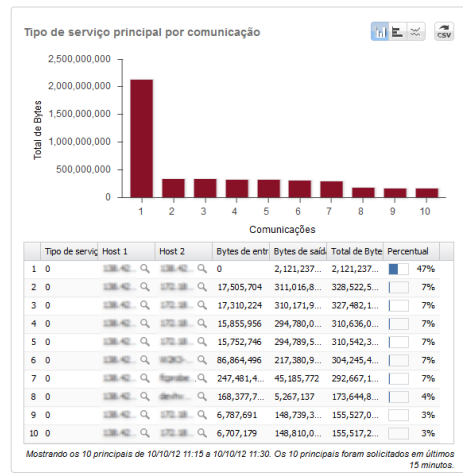 Tipo de serviço principal por comunicação
CSV
2,500,000,000
2,000,000,000
1,500,000,000
1,000,000,000
500,000,000
0
Total de Bytes
1 2 3 4 5 6 7 8 9 10
Comunicações
Tipo de serviç Host 1 Host 2 Bytes de entr Bytes de saíd Total de Byte Percentual
1 0 0 2,121,237... 2,121,237... 47%
2 0 17,505,704 311,016,8... 328,522,5... 7%
3 0 17,310,224 310,171,9... 327,482,1... 7%
4 0 15,855,956 294,780,0... 310,636,0... 7%
5 0 15,752,746 294,789,5... 310,542,3... 7%
6 0 86,864,496 217,380,9... 304,245,4... 7%
7 0 247,481,4... 45,185,772 292,667,1... 7%
8 0 168,377,7... 5,267,137 173,644,8... 4%
9 0 6,787,691 148,739,3... 155,527,0... 3%
10 0 6,707,179 148,810,0... 155,517,2... 3%
Mostrando os 10 principais de 10/10/12 11:15 a 10/10/12 11:30. Os 10 principais foram solicitados em últimos
15 minutos.